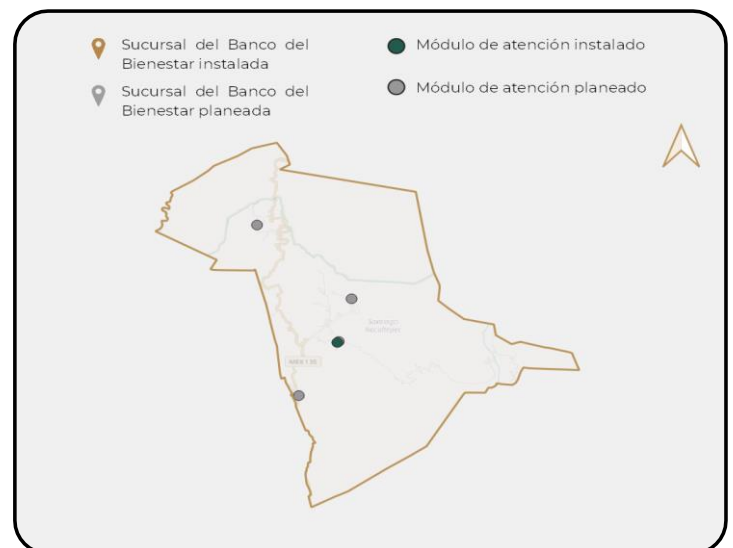 Sucursal del Banco del
Bienestar instalada
Sucursal del Banco del
Bienestar planeada
Módulo de atención instalado
Módulo de atención planeado
Santiago